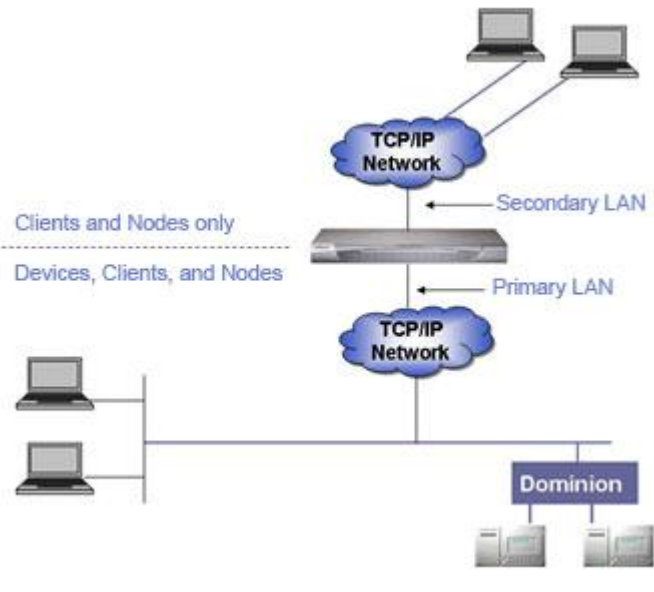 TCP/IP
Network
Secondary LAN
Clients and Nodes only
Devices, Clients, and Nodes
Primary LAN
TCP/IP
Network
Dominion